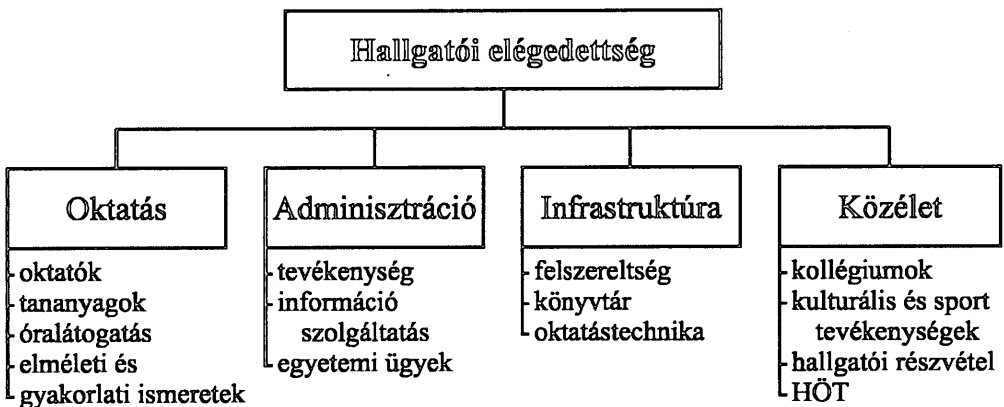 Hallgatói elégedettség
Oktatás
oktatók
tananyagok
óralátogatás
elméleti és
gyakorlati ismeretek
Adminisztráció
tevékenység
információ
szolgáltatás
egyetemi ügyek
Infrastruktúra
felszereltség
könyvtár
oktatástechnika
Közélet
kollégiumok
kulturális és sport
tevékenységek
hallgatói részvétel
HÖT